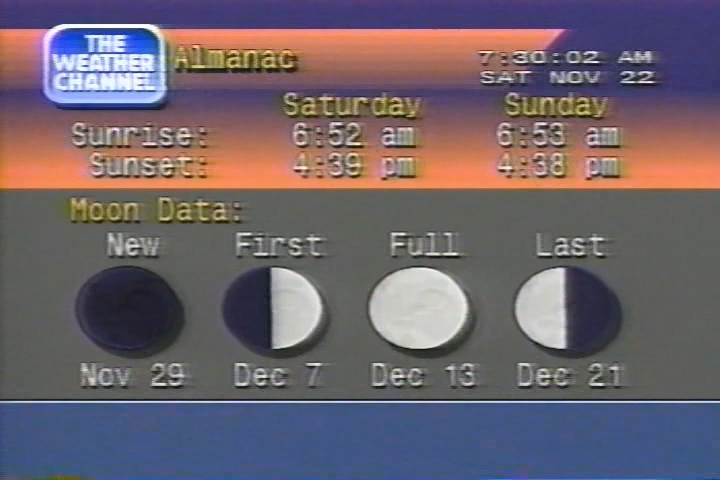 THE
WEATHER
CHANNEL
Almanac
7:30:02 AM
SAT NOV 22
Saturday Sunday
Sunrise: 6:52 am 6:53 am
Sunset: 4:39 pm 4:38 pm
Moon Data:
New First Full Last
Nov 29 Dec 7 Dec 13 Dec 21